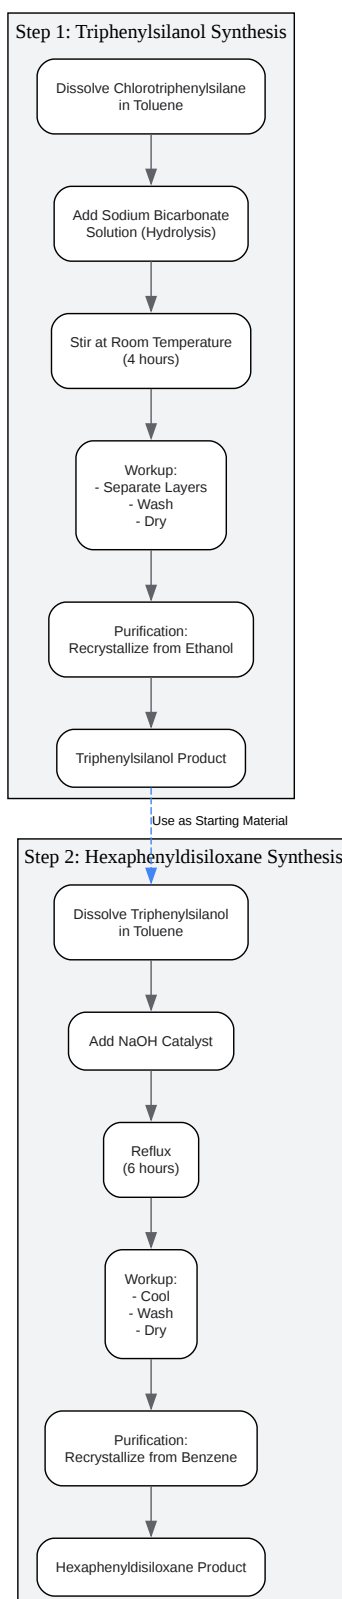 Step 1: Triphenylsilanol Synthesis
Dissolve Chlorotriphenylsilane
in Toluene
Add Sodium Bicarbonate
Solution (Hydrolysis)
Stir at Room Temperature
(4 hours)
Workup:
- Separate Layers
- Wash
- Dry
Purification:
Recrystallize from Ethanol
Triphenylsilanol Product
Use as Starting Material
Step 2: Hexaphenyldisiloxane Synthesis
Dissolve Triphenylsilanol
in Toluene
Add NaOH Catalyst
Reflux
(6 hours)
Workup:
- Cool
- Wash
- Dry
Purification:
Recrystallize from Benzene
Hexaphenyldisiloxane Product